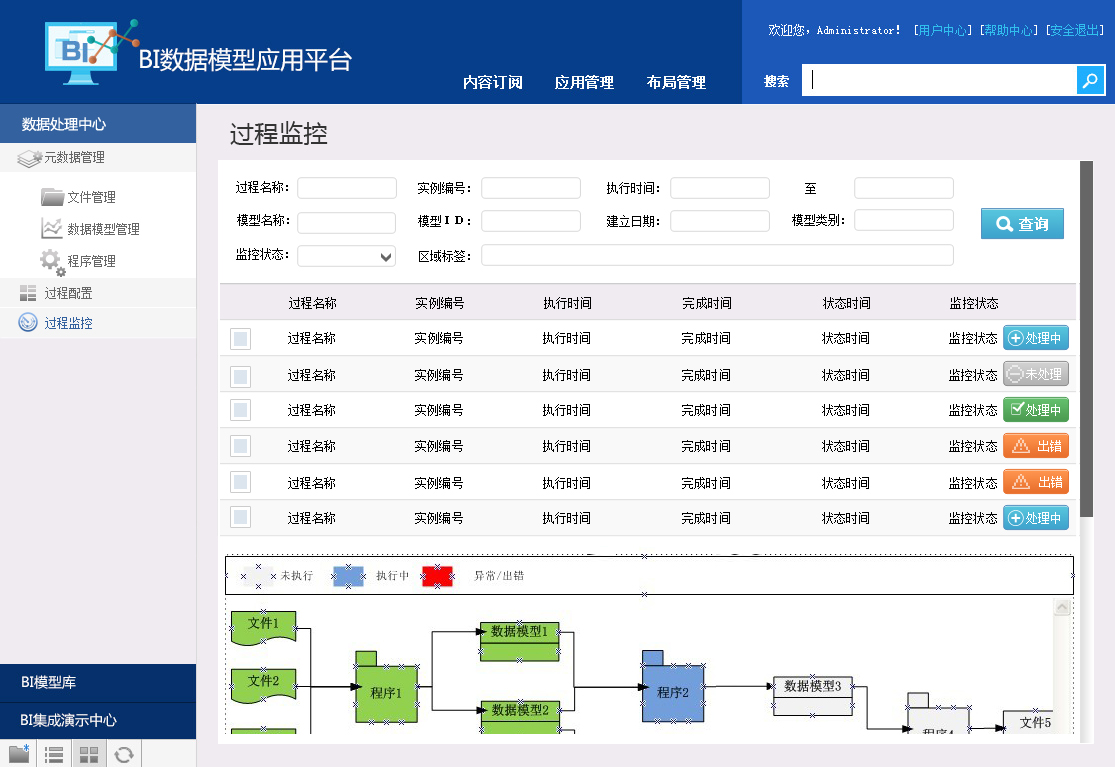 欢迎您，Administrator！ [用户中心] [帮助中心] [安全退出]
BI
BI数据模型应用平台
内容订阅 应用管理 布局管理 搜索
数据处理中心
元数据管理
文件管理
数据模型管理
程序管理
过程配置
过程监控
BI模型库
BI集成演示中心
过程监控
过程名称： 实例编号： 执行时间： 至
模型名称： 模型ＩＤ： 建立日期： 模型类别：
监控状态： 区域标签：
查询
过程名称 实例编号 执行时间 完成时间 状态时间 监控状态
过程名称 实例编号 执行时间 完成时间 状态时间 监控状态 处理中
过程名称 实例编号 执行时间 完成时间 状态时间 监控状态 未处理
过程名称 实例编号 执行时间 完成时间 状态时间 监控状态 处理中
过程名称 实例编号 执行时间 完成时间 状态时间 监控状态 出错
过程名称 实例编号 执行时间 完成时间 状态时间 监控状态 出错
过程名称 实例编号 执行时间 完成时间 状态时间 监控状态 处理中
未执行 执行中 异常/出错
文件1
数据模型1
文件2
程序1
程序2
数据模型3
数据模型2
程序4
文件5